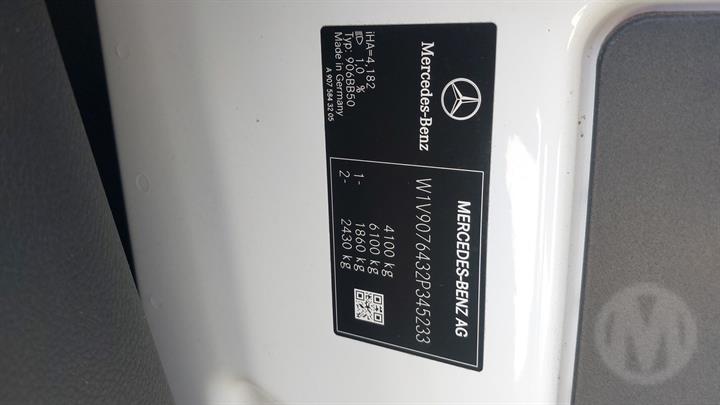 Mercedes-Benz
iHA=4,182
1,0 %
Typ: 906BB50
Made in Germany
A 907 584 32 05
MERCEDES-BENZ AG
W1V9076432P345233
4100 kg
6100 kg
1- 1860 kg
2- 2430 kg
M